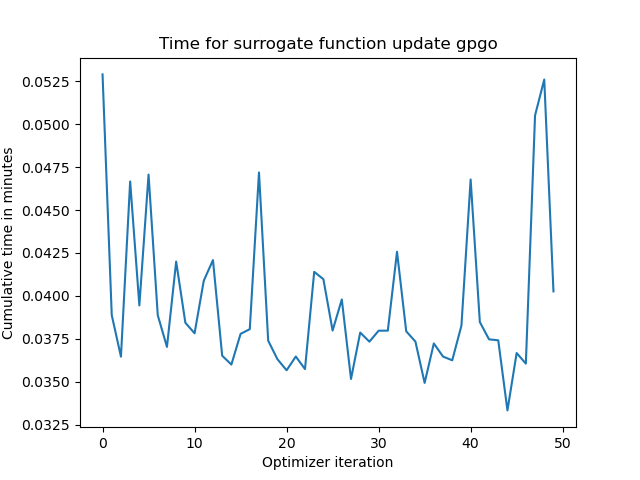 Time for surrogate function update gpgo
Cumulative time in minutes
0.0525
0.0500
0.0475
0.0450
0.0425
0.0400
0.0375
0.0350
0.0325
0 10 20 30 40 50
Optimizer iteration